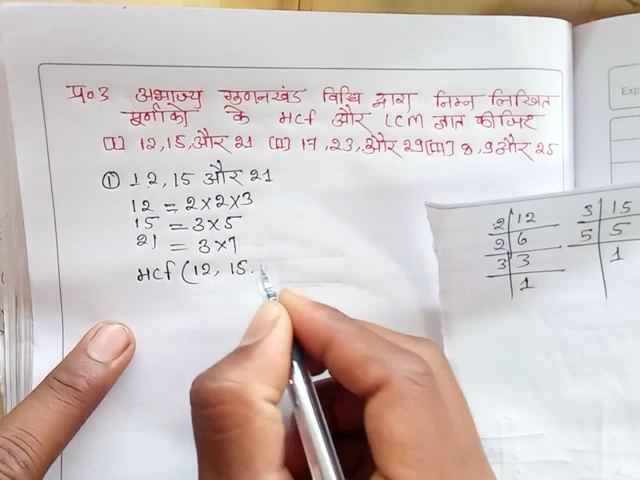 प्र०3 अभाज्य गुणनखंड विधि द्वारा निम्न लिखित
पूर्णांको के HCf और LCM ज्ञात कीजिए
[I] 12,15,और 21 [II] 17,23,और 29 [III] 8,9 और 25
① 12,15 और 21
12 = 2×2×3
15 = 3×5
21 = 3×7
HCf (12, 15,
2 12
2 6
3 3
1
3 15
5 5
1
Exp